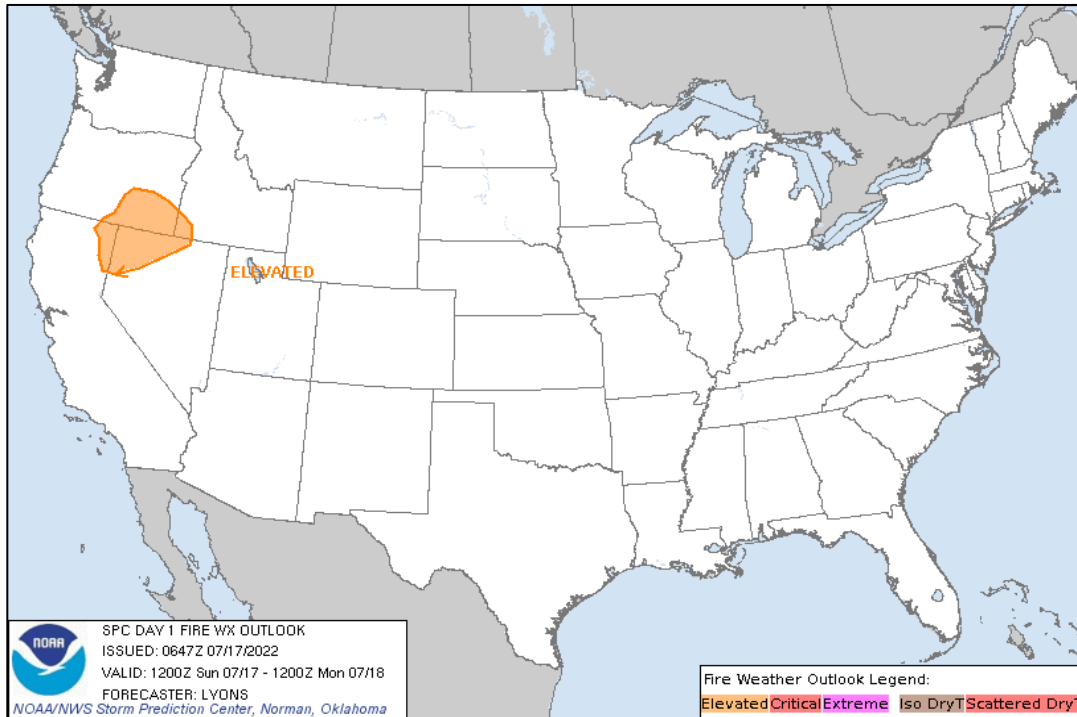 ELEVATED
NOAA
SPC DAY 1 FIRE WX OUTLOOK
ISSUED: 0647Z 07/17/2022
VALID: 1200Z Sun 07/17 - 1200Z Mon 07/18
FORECASTER: LYONS
NOAA/NWS Storm Prediction Center, Norman, Oklahoma
Fire Weather Outlook Legend:
Elevated Critical Extreme Iso DryT Scattered DryT